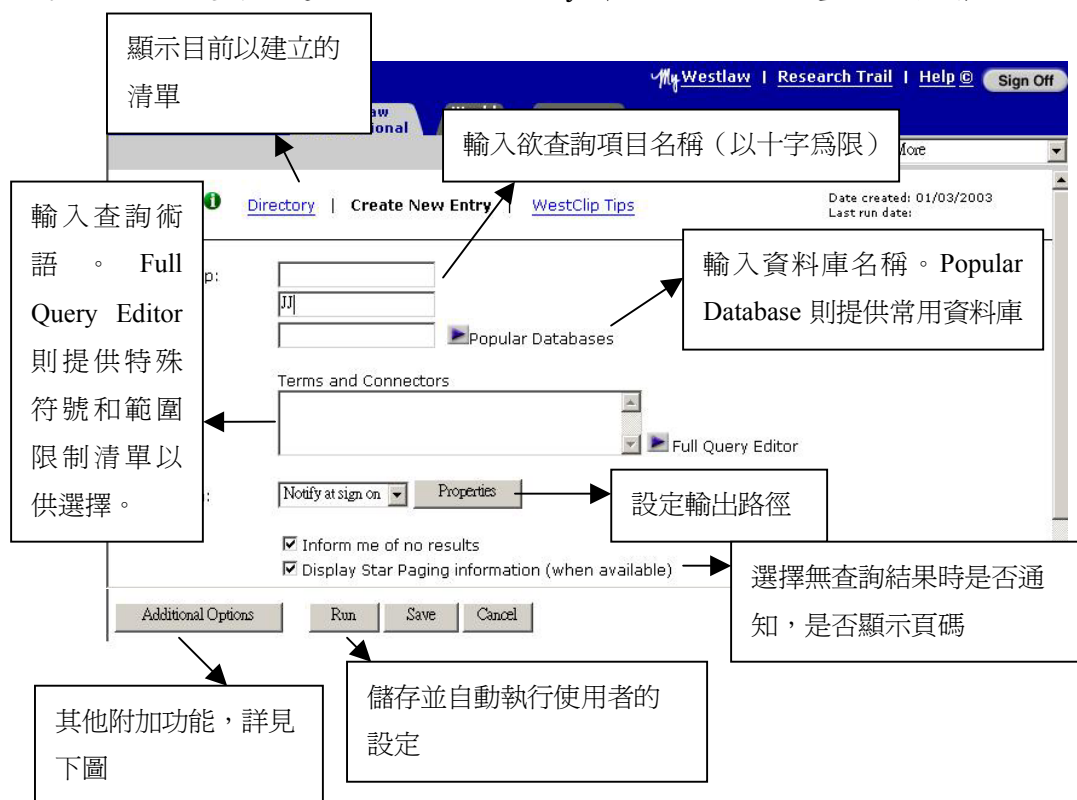 顯示目前以建立的
清單
My Westlaw | Research Trail | Help © Sign Off
輸入欲查詢項目名稱（以十字爲限）
More
Directory | Create New Entry | WestClip Tips
Date created: 01/03/2003
Last run date:
輸入查詢術
語。Full
Query Editor
則提供特殊
符號和範圍
限制清單以
供選擇。
輸入資料庫名稱。Popular
Database 則提供常用資料庫
p:
JJ
Popular Databases
Terms and Connectors
Full Query Editor
:
Notify at sign on
Properties
設定輸出路徑
Inform me of no results
Display Star Paging information (when available)
選擇無查詢結果時是否通
知，是否顯示頁碼
Additional Options
Run
Save
Cancel
其他附加功能，詳見
下圖
儲存並自動執行使用者的
設定